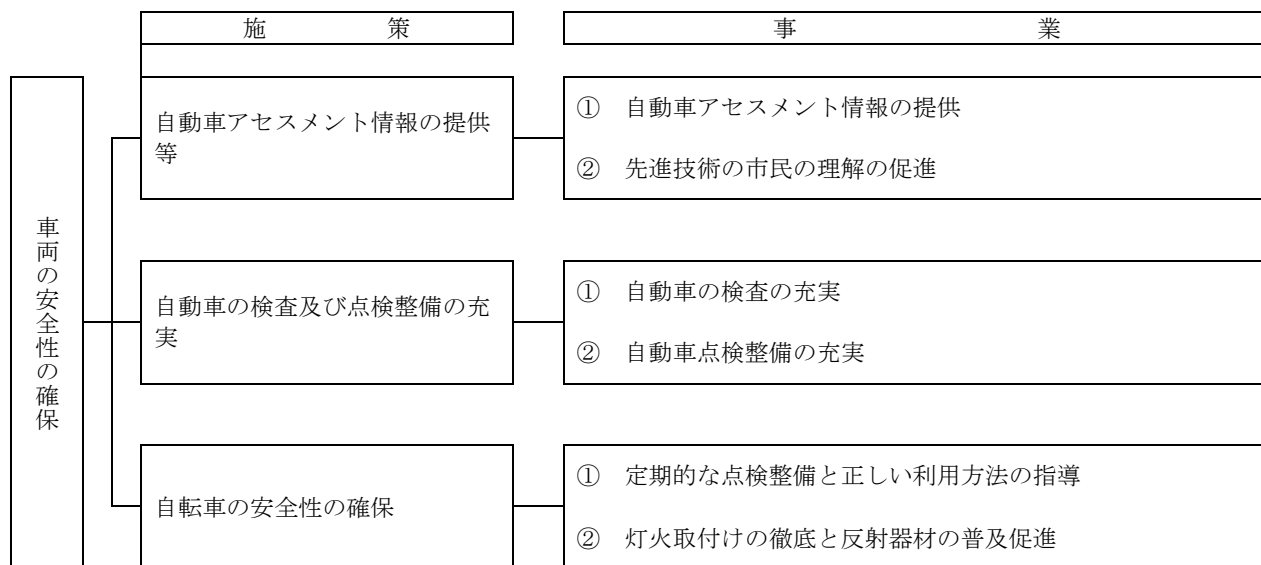 施策
事業
車両の安全性の確保
自動車アセスメント情報の提供
等
① 自動車アセスメント情報の提供
② 先進技術の市民の理解の促進
自動車の検査及び点検整備の充
実
① 自動車の検査の充実
② 自動車点検整備の充実
自転車の安全性の確保
① 定期的な点検整備と正しい利用方法の指導
② 灯火取付けの徹底と反射器材の普及促進